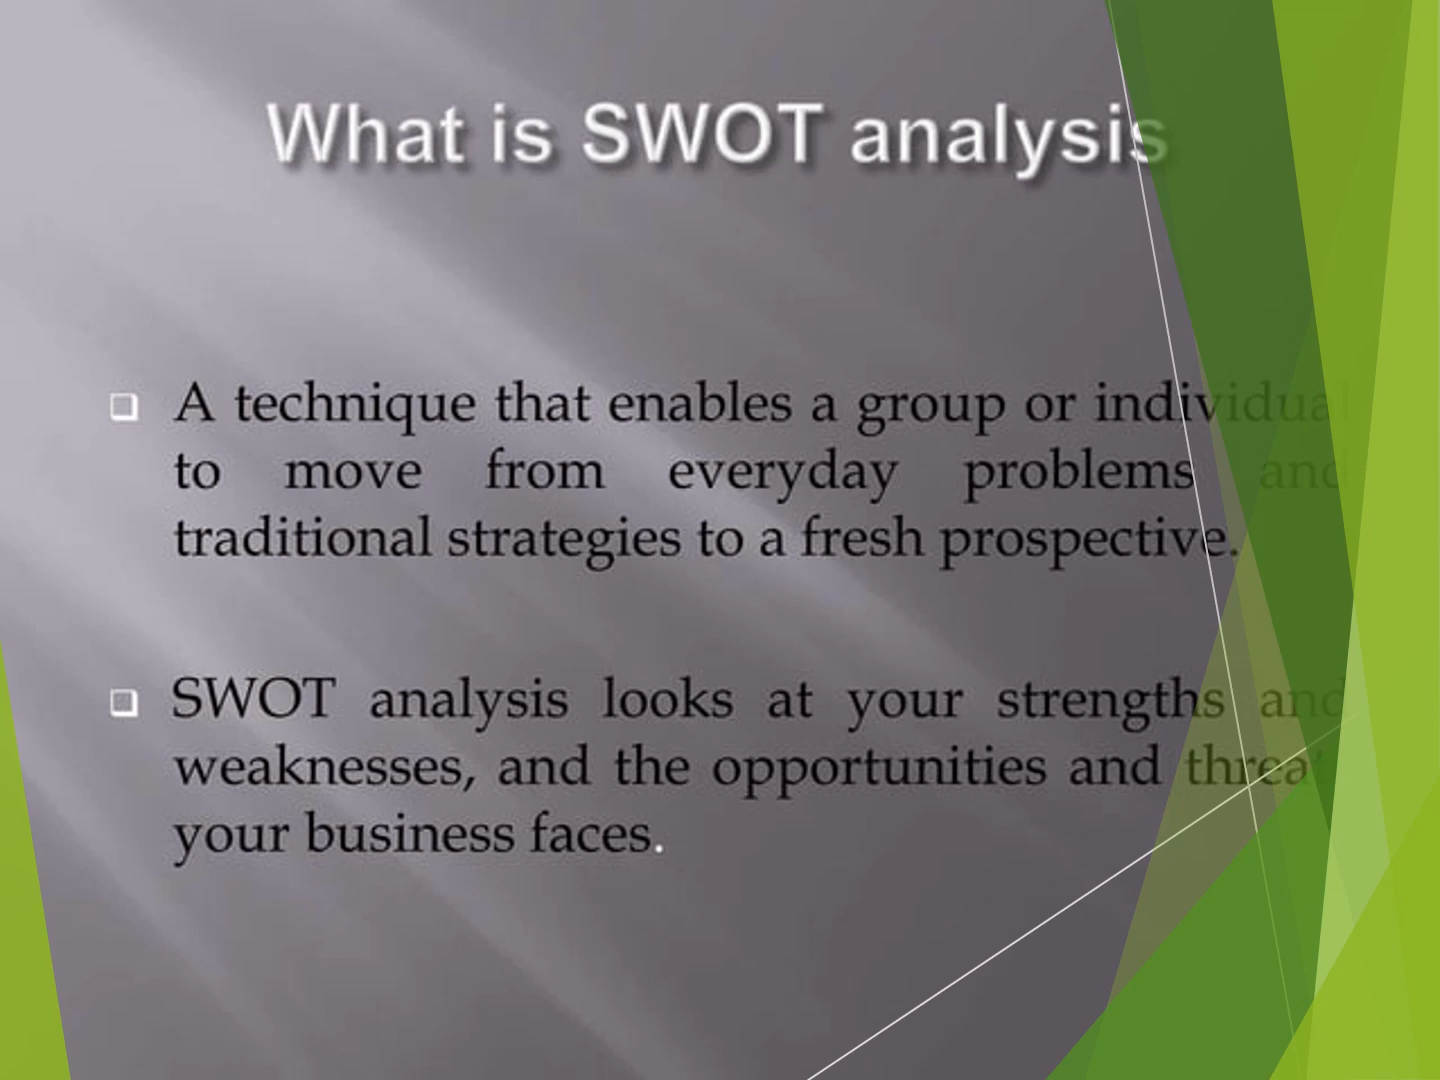 What is SWOT analysis
A technique that enables a group or individual
to move from everyday problems and
traditional strategies to a fresh prospective.
SWOT analysis looks at your strengths and
weaknesses, and the opportunities and
your business faces.